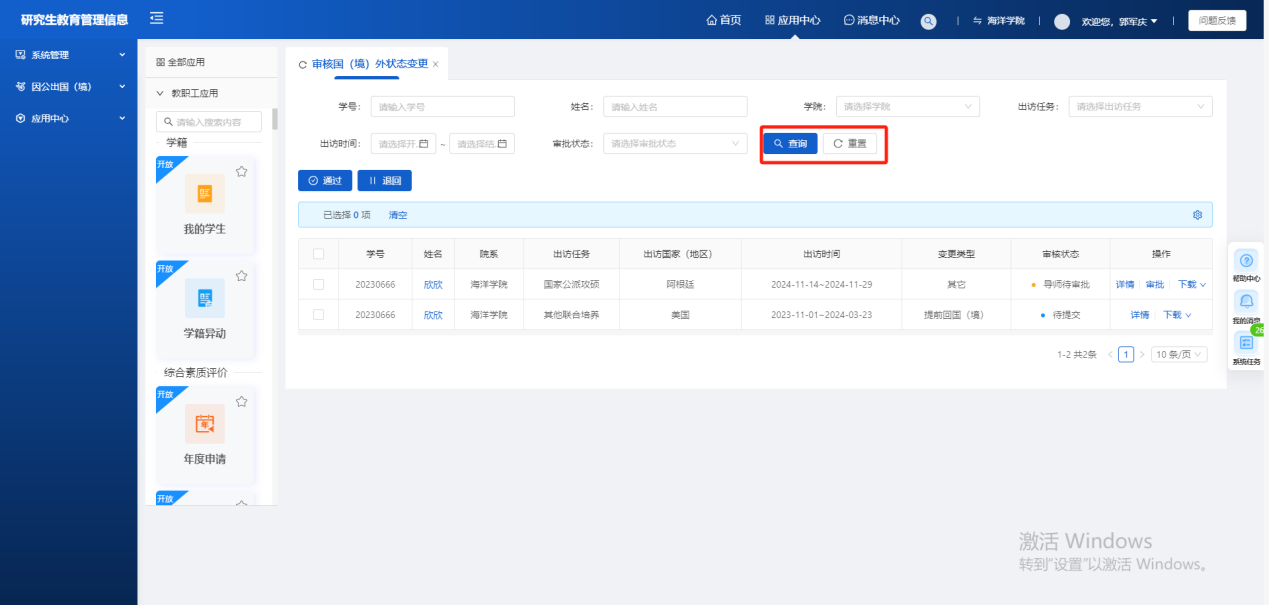 研究生教育管理信息
首页 应用中心 消息中心 海洋学院 欢迎您，郭军庆 问题反馈
系统管理
因公出国（境）
应用中心
全部应用
教职工应用
请输入搜索内容
学籍
开放
我的学生
开放
学籍异动
综合素质评价
开放
年度申请
开放
审核国（境）外状态变更 ×
学号： 请输入学号 姓名： 请输入姓名 学院： 请选择学院 出访任务： 请选择出访任务
出访时间： 请选择开. ~ 请选择结. 审批状态： 请选择审批状态 查询 重置
通过 退回
已选择 0 项 清空
学号 姓名 院系 出访任务 出访国家（地区） 出访时间 变更类型 审核状态 操作
20230666 欣欣 海洋学院 国家公派攻硕 阿根廷 2024-11-14~2024-11-29 其它 导师待审批 详情 审批 下载
20230666 欣欣 海洋学院 其他联合培养 美国 2023-11-01~2024-03-23 提前回国（境） 待提交 详情 下载
1-2 共2条 < 1 > 10 条/页
帮助中心
我的消息
26
系统任务
激活 Windows
转到"设置"以激活 Windows。